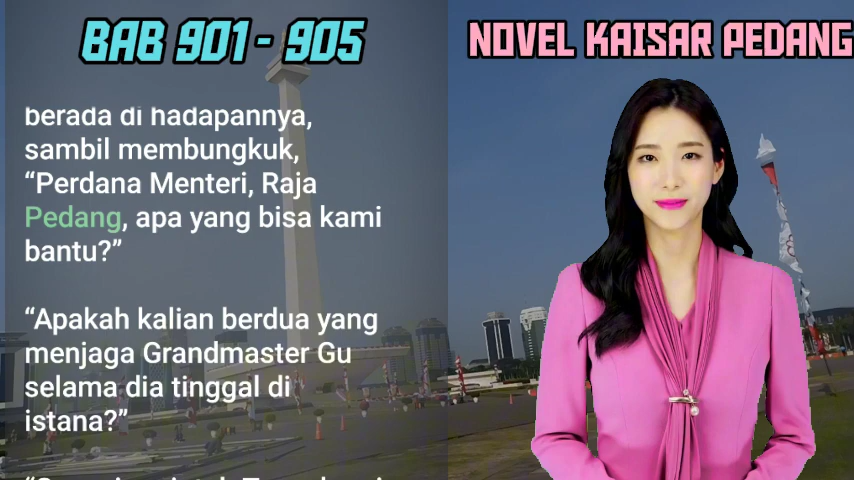 BAB 901 - 905
NOVEL KAISAR PEDANG
berada di hadapannya,
sambil membungkuk,
“Perdana Menteri, Raja
Pedang, apa yang bisa kami
bantu?”
“Apakah kalian berdua yang
menjaga Grandmaster Gu
selama dia tinggal di
istana?”